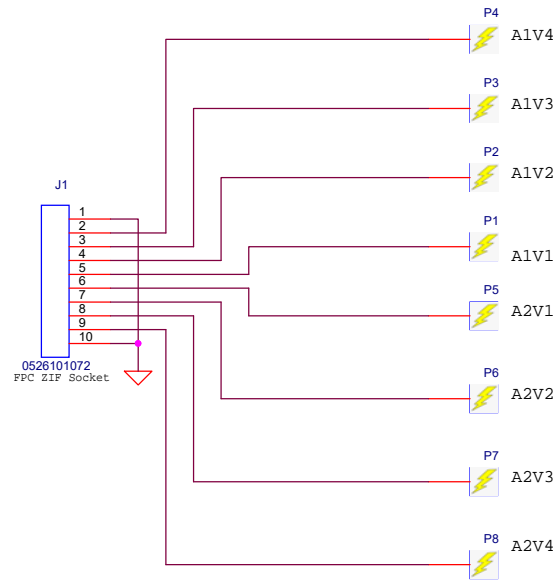 P4
A1V4
P3
A1V3
P2
A1V2
J1
1
2
3
4
5
6
7
8
9
10
0526101072
FPC ZIF Socket
P1
A1V1
P5
A2V1
P6
A2V2
P7
A2V3
P8
A2V4